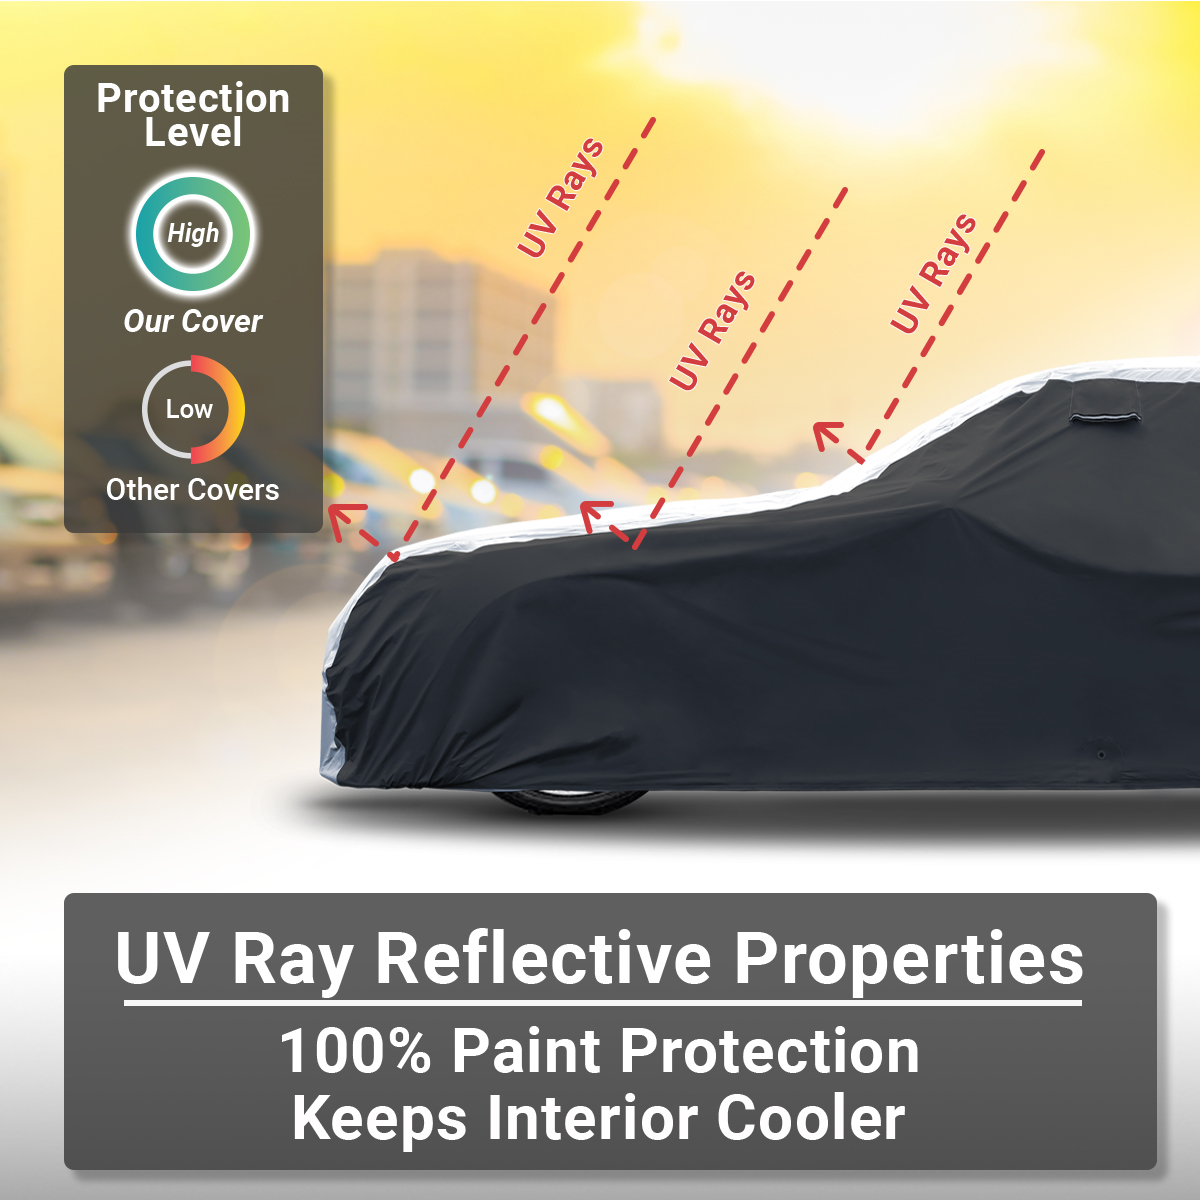 Protection
Level
High
Our Cover
Low
Other Covers
UV Rays
UV Rays
UV Rays
UV Ray Reflective Properties
100% Paint Protection
Keeps Interior Cooler